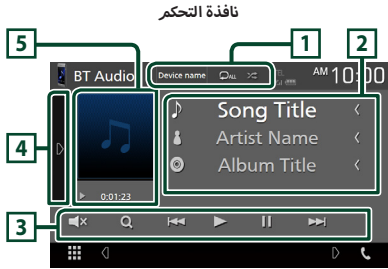 نافذة التحكم
5
1
2
BT Audio
Device name
ALL
AM 10:00
Song Title
Artist Name
Album Title
4
0:01:23
3